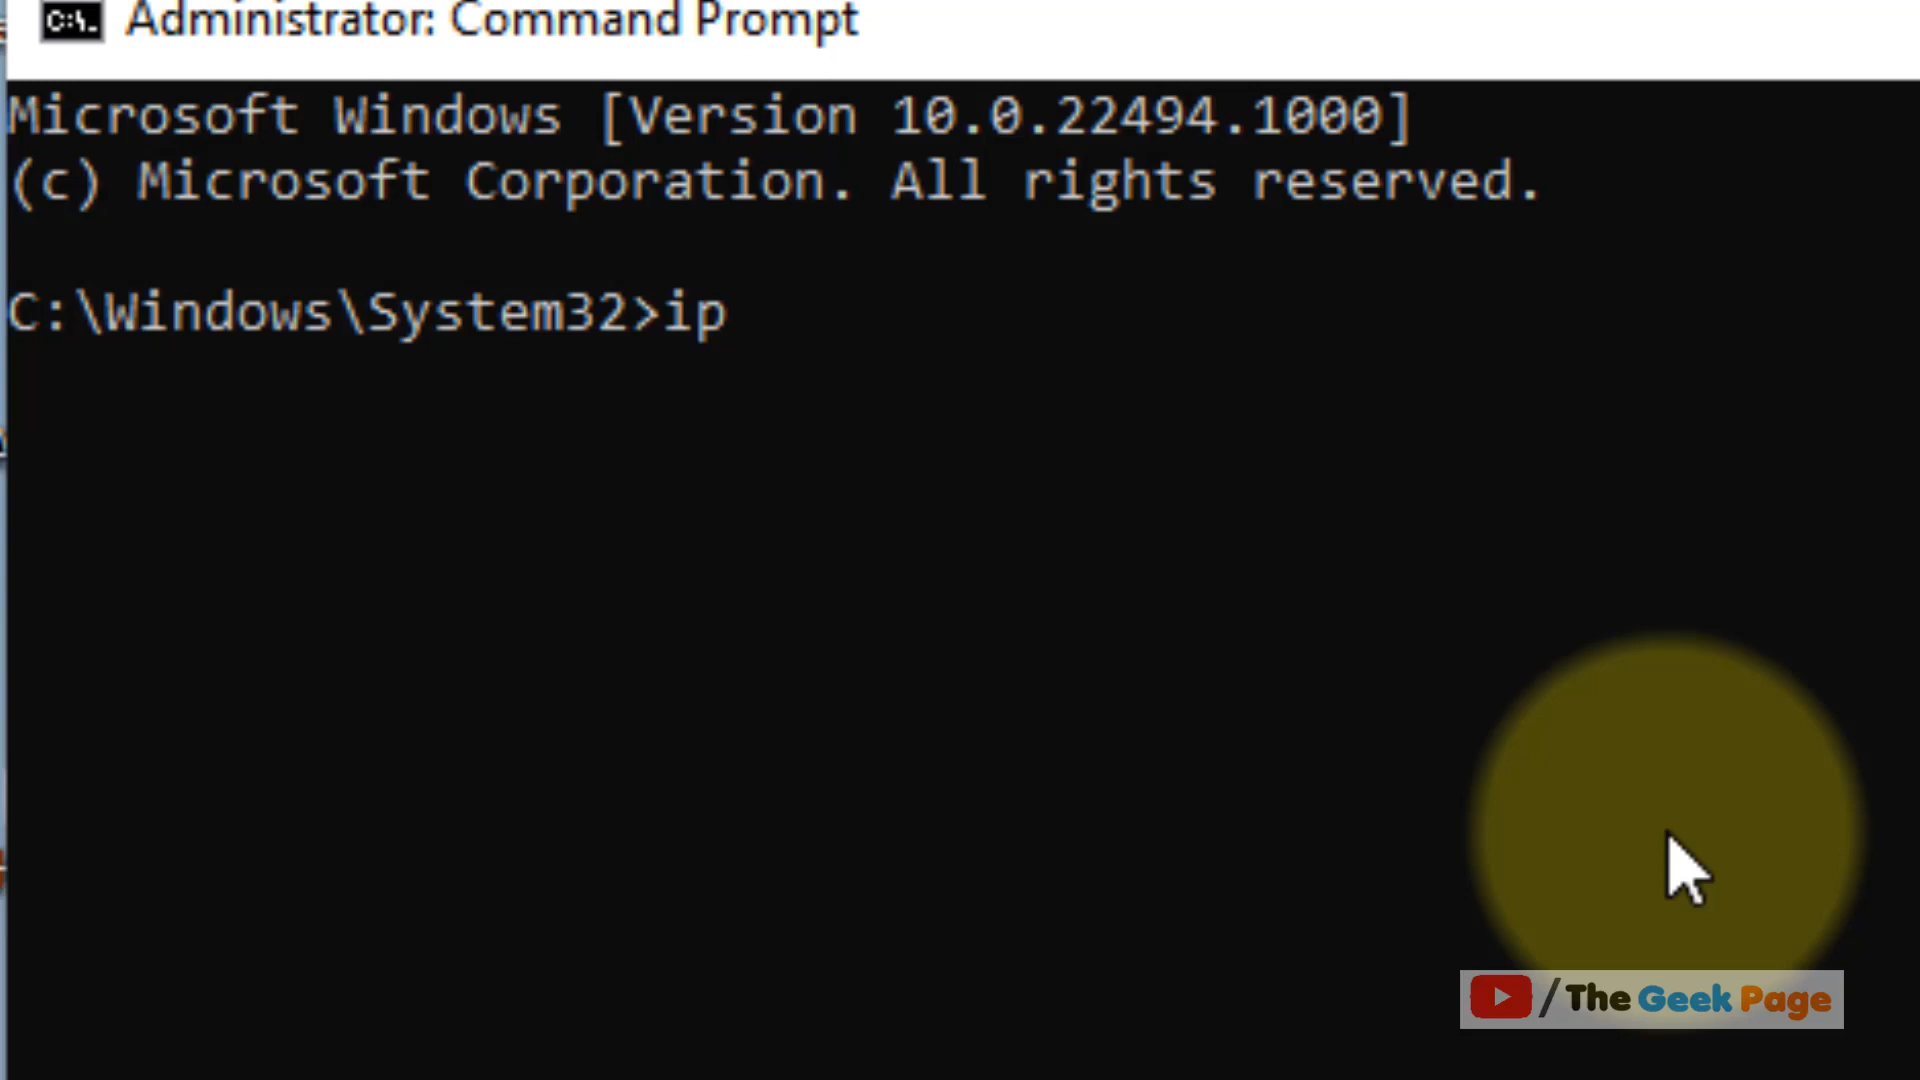 C:\. Administrator: Command Prompt
Microsoft Windows [Version 10.0.22494.1000]
(c) Microsoft Corporation. All rights reserved.
C:\Windows\System32>ip
/The Geek Page